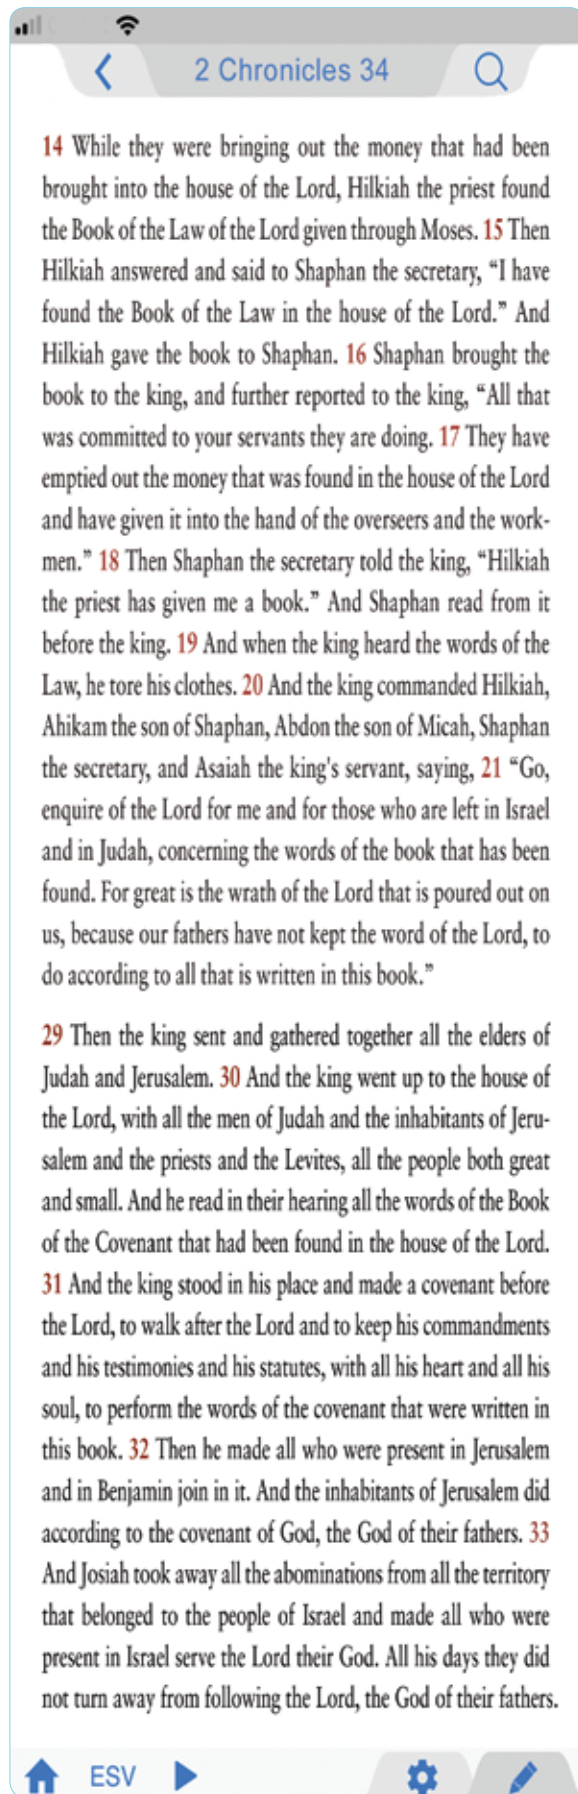 2 Chronicles 34
14 While they were bringing out the money that had been
brought into the house of the Lord, Hilkiah the priest found
the Book of the Law of the Lord given through Moses. 15 Then
Hilkiah answered and said to Shaphan the secretary, “I have
found the Book of the Law in the house of the Lord.” And
Hilkiah gave the book to Shaphan. 16 Shaphan brought the
book to the king, and further reported to the king, “All that
was committed to your servants they are doing. 17 They have
emptied out the money that was found in the house of the Lord
and have given it into the hand of the overseers and the work-
men.” 18 Then Shaphan the secretary told the king, “Hilkiah
the priest has given me a book.” And Shaphan read from it
before the king. 19 And when the king heard the words of the
Law, he tore his clothes. 20 And the king commanded Hilkiah,
Ahikam the son of Shaphan, Abdon the son of Micah, Shaphan
the secretary, and Asaiah the king's servant, saying, 21 “Go,
enquire of the Lord for me and for those who are left in Israel
and in Judah, concerning the words of the book that has been
found. For great is the wrath of the Lord that is poured out on
us, because our fathers have not kept the word of the Lord, to
do according to all that is written in this book.”
29 Then the king sent and gathered together all the elders of
Judah and Jerusalem. 30 And the king went up to the house of
the Lord, with all the men of Judah and the inhabitants of Jeru-
salem and the priests and the Levites, all the people both great
and small. And he read in their hearing all the words of the Book
of the Covenant that had been found in the house of the Lord.
31 And the king stood in his place and made a covenant before
the Lord, to walk after the Lord and to keep his commandments
and his testimonies and his statutes, with all his heart and all his
soul, to perform the words of the covenant that were written in
this book. 32 Then he made all who were present in Jerusalem
and in Benjamin join in it. And the inhabitants of Jerusalem did
according to the covenant of God, the God of their fathers. 33
And Josiah took away all the abominations from all the territory
that belonged to the people of Israel and made all who were
present in Israel serve the Lord their God. All his days they did
not turn away from following the Lord, the God of their fathers.
ESV